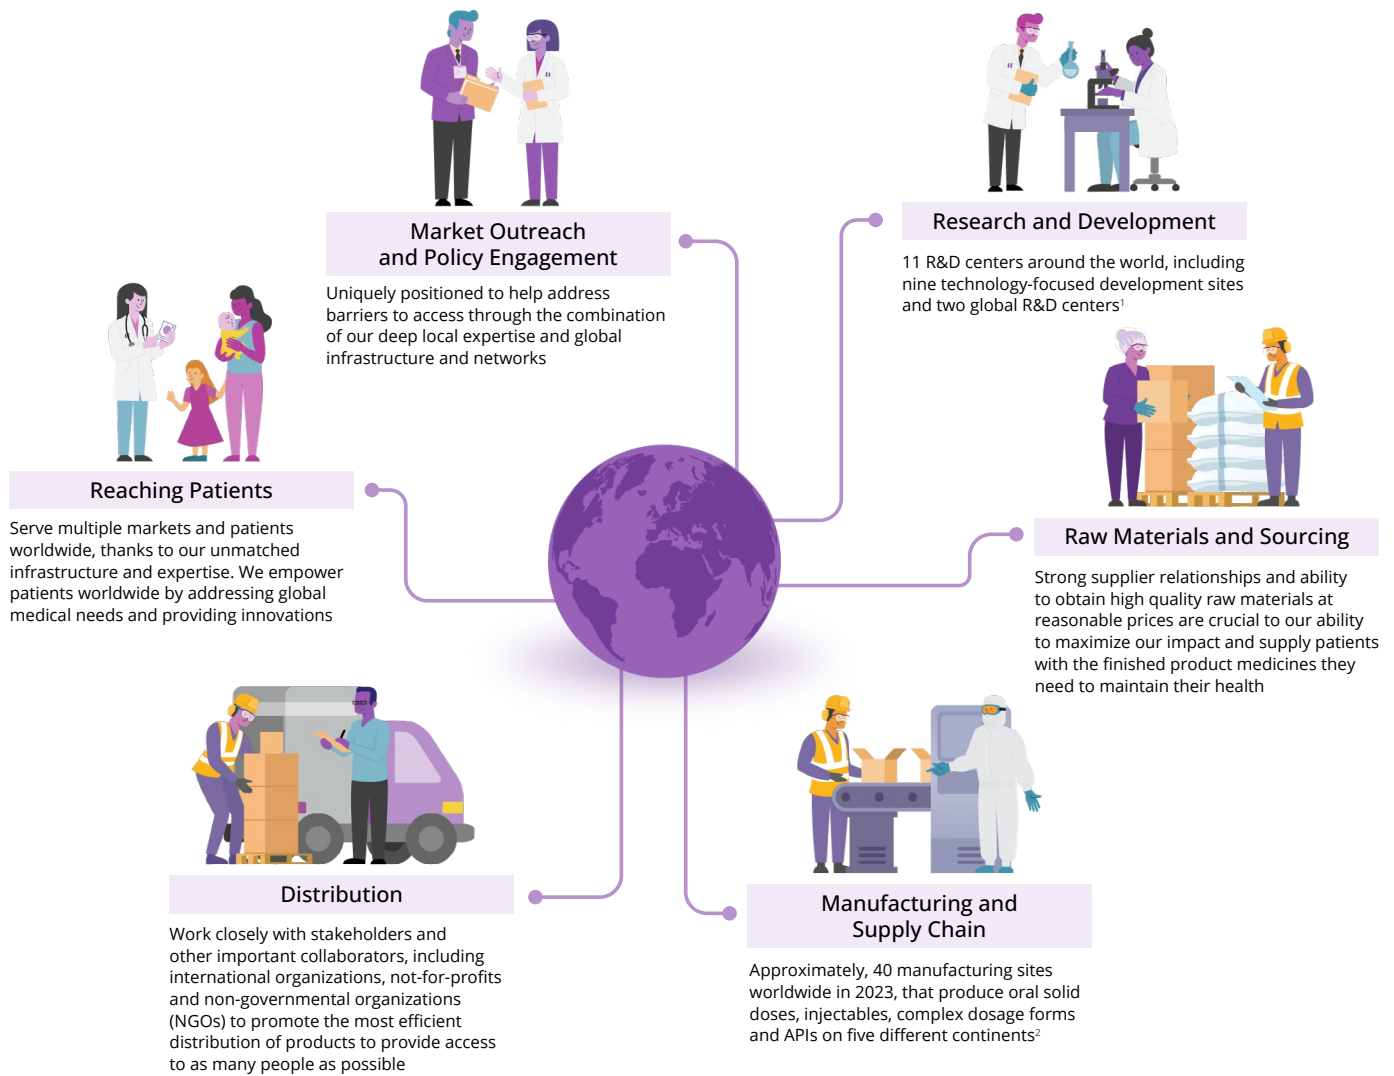 Market Outreach
and Policy Engagement
Uniquely positioned to help address
barriers to access through the combination
of our deep local expertise and global
infrastructure and networks
Research and Development
11 R&D centers around the world, including
nine technology-focused development sites
and two global R&D centers1
Reaching Patients
Serve multiple markets and patients
worldwide, thanks to our unmatched
infrastructure and expertise. We empower
patients worldwide by addressing global
medical needs and providing innovations
Raw Materials and Sourcing
Strong supplier relationships and ability
to obtain high quality raw materials at
reasonable prices are crucial to our ability
to maximize our impact and supply patients
with the finished product medicines they
need to maintain their health
Distribution
Work closely with stakeholders and
other important collaborators, including
international organizations, not-for-profits
and non-governmental organizations
(NGOs) to promote the most efficient
distribution of products to provide access
to as many people as possible
Manufacturing and
Supply Chain
Approximately, 40 manufacturing sites
worldwide in 2023, that produce oral solid
doses, injectables, complex dosage forms
and APIs on five different continents2